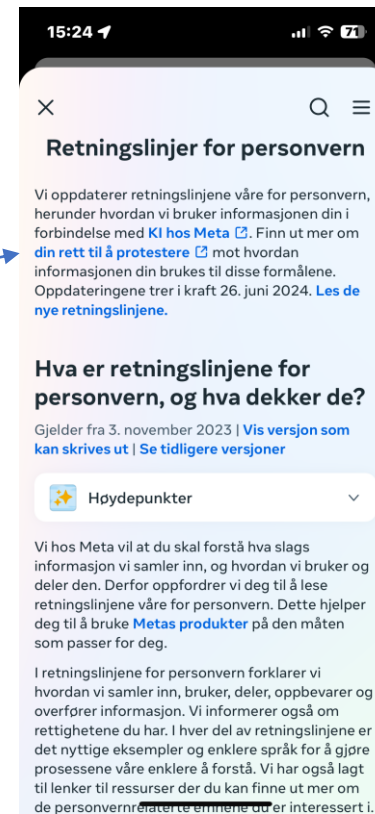 15:24
71
Retningslinjer for personvern
Vi oppdaterer retningslinjene våre for personvern,
herunder hvordan vi bruker informasjonen din i
forbindelse med KI hos Meta. Finn ut mer om
din rett til å protestere mot hvordan
informasjonen din brukes til disse formålene.
Oppdateringene trer i kraft 26. juni 2024. Les de
nye retningslinjene.
Hva er retningslinjene for
personvern, og hva dekker de?
Gjelder fra 3. november 2023 | Vis versjon som
kan skrives ut | Se tidligere versjoner
Høydepunkter
Vi hos Meta vil at du skal forstå hva slags
informasjon vi samler inn, og hvordan vi bruker og
deler den. Derfor oppfordrer vi deg til å lese
retningslinjene våre for personvern. Dette hjelper
deg til å bruke Metas produkter på den måten
som passer for deg.
I retningslinjene for personvern forklarer vi
hvordan vi samler inn, bruker, deler, oppbevarer og
overfører informasjon. Vi informerer også om
rettighetene du har. I hver del av retningslinjene er
det nyttige eksempler og enklere språk for å gjøre
prosessene våre enklere å forstå. Vi har også lagt
til lenker til ressurser der du kan finne ut mer om
de personvernrelaterte emnene du er interessert i.